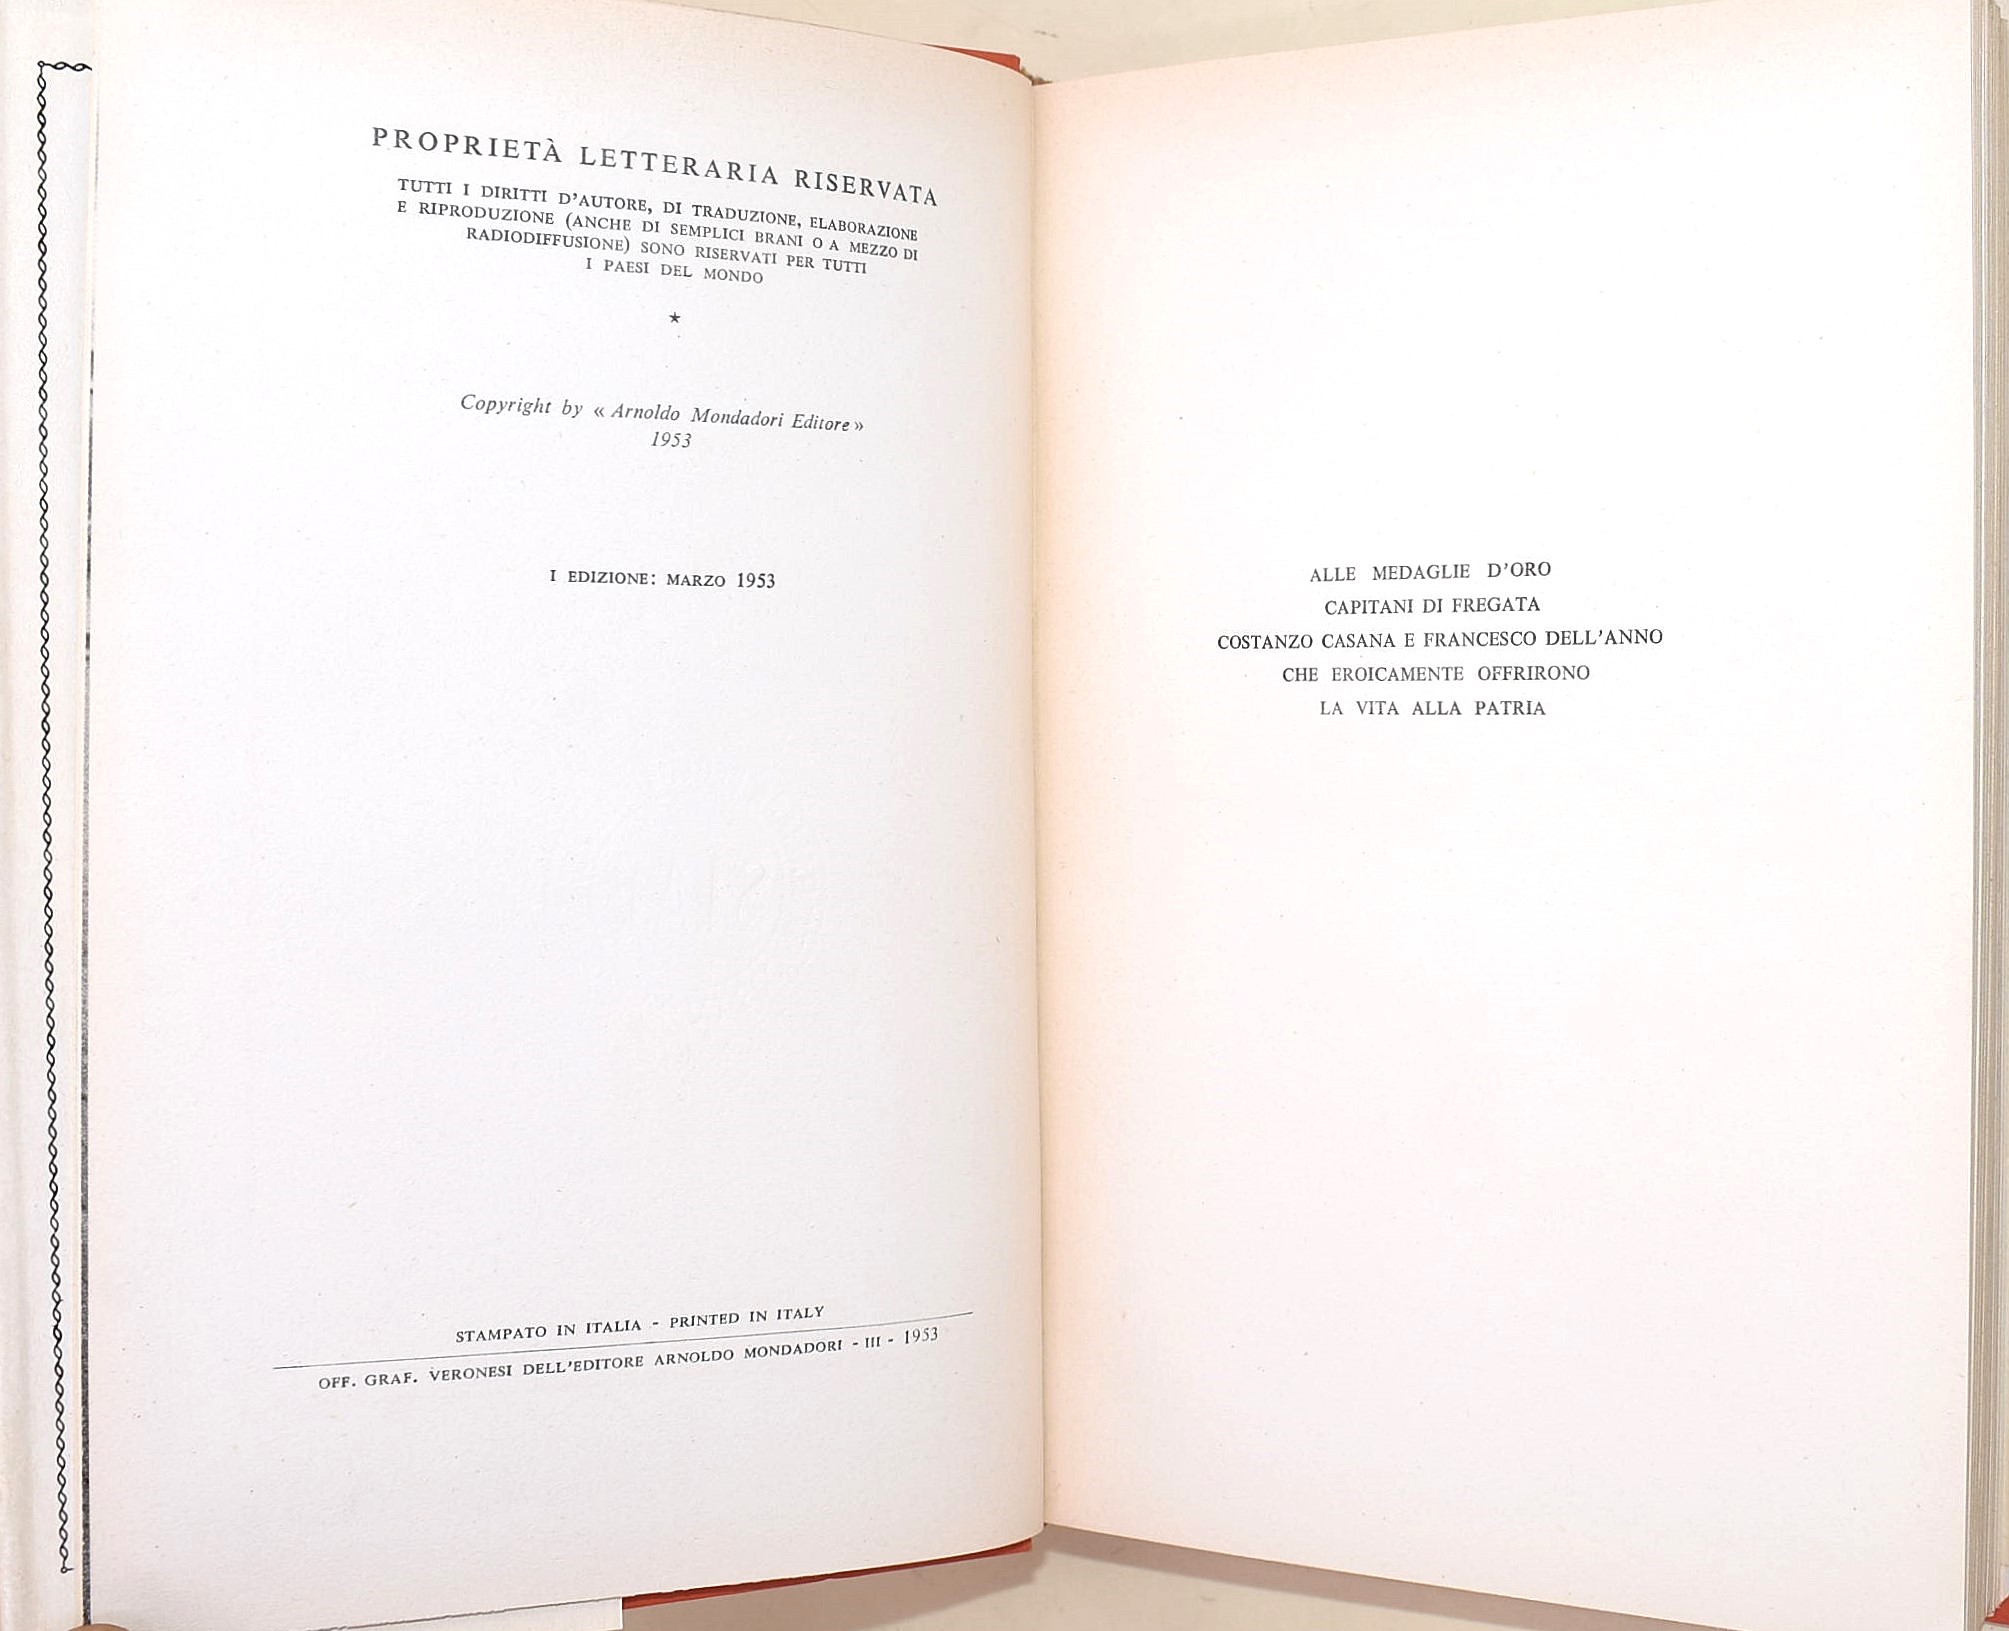 PROPRIETÀ LETTERARIA RISERVATA
TUTTI I DIRITTI D'AUTORE, DI TRADUZIONE, ELABORAZIONE
E RIPRODUZIONE (ANCHE DI SEMPLICI BRANI O A MEZZO DI
RADIODIFFUSIONE) SONO RISERVATI PER TUTTI
I PAESI DEL MONDO
★
Copyright by « Arnoldo Mondadori Editore »
1953
I EDIZIONE: MARZO 1953
STAMPATO IN ITALIA - PRINTED IN ITALY
OFF. GRAF. VERONESI DELL'EDITORE ARNOLDO MONDADORI - III - 1953
ALLE MEDAGLIE D'ORO
CAPITANI DI FREGATA
COSTANZO CASANA E FRANCESCO DELL'ANNO
CHE EROICAMENTE OFFRIRONO
LA VITA ALLA PATRIA